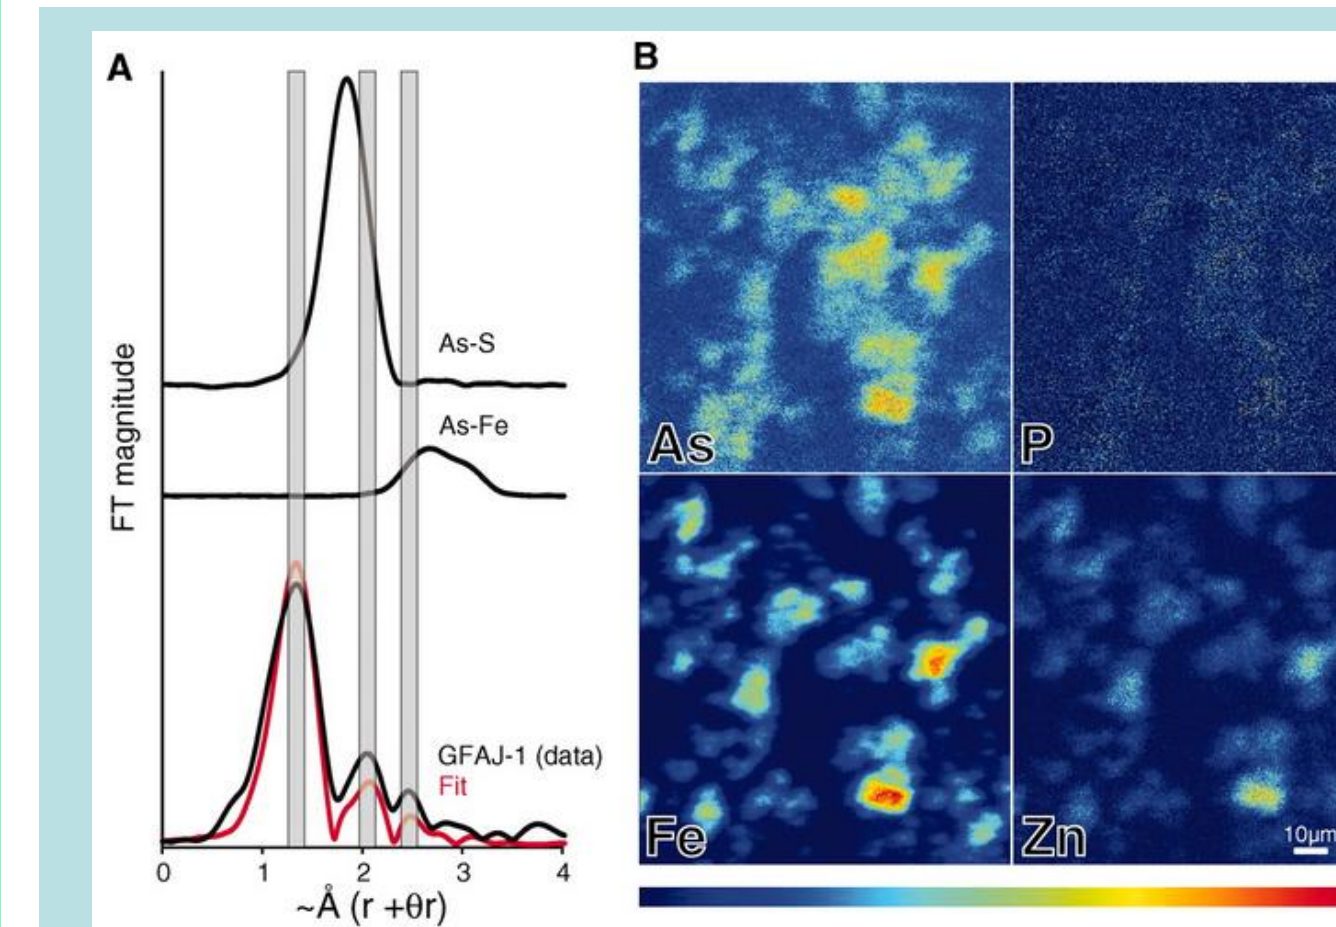 A
FT magnitude
As-S
As-Fe
GFAJ-1 (data)
Fit
0 1 2 3 4
~Å (r +θr)
B
As
P
Fe
Zn
10µm